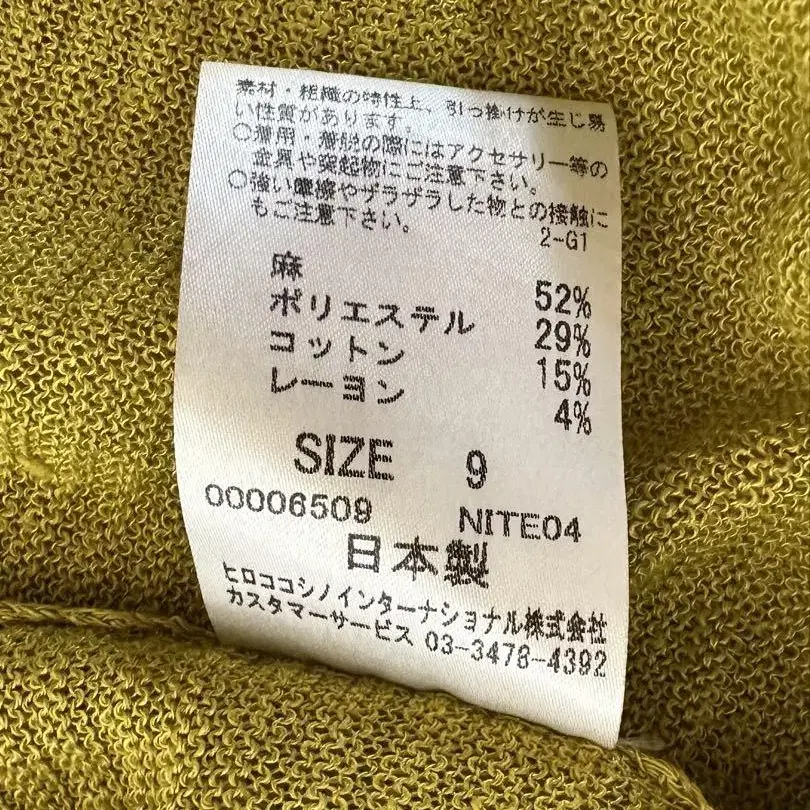 素材・組織の特性上、引っ掛けが生じ易
い性質があります。
○着用・着脱の際にはアクセサリー等の
金具や突起物にご注意下さい。
○強い摩擦やザラザラした物との接触に
もご注意下さい。
2-G1
麻 52%
ポリエステル 29%
コットン 15%
レーヨン 4%
SIZE 9
00006509 NITE04
日本製
ヒロココシノインターナショナル株式会社
カスタマーサービス 03-3478-4392